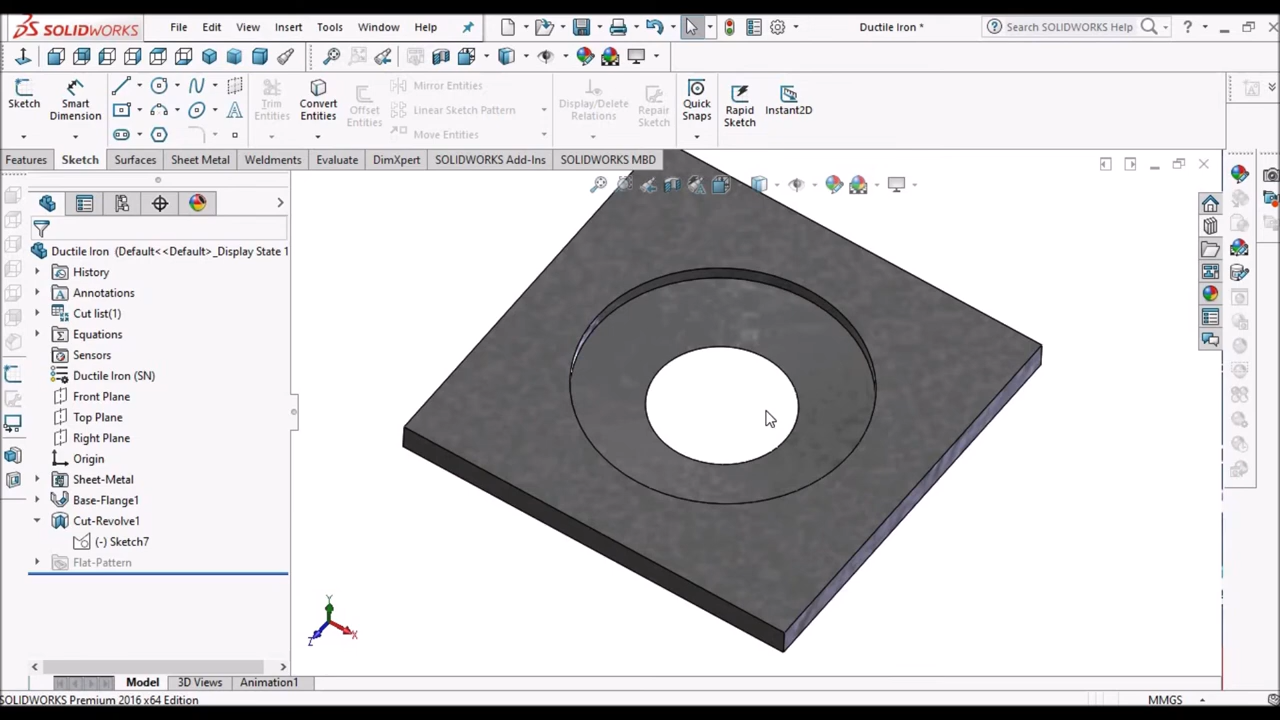 SOLIDWORKS File Edit View Insert Tools Window Help Ductile Iron * Search SOLIDWORKS Help ?
Sketch
Smart Dimension
Trim Entities
Convert Entities
Offset Entities
Mirror Entities
Linear Sketch Pattern
Move Entities
Display/Delete Relations
Repair Sketch
Quick Snaps
Rapid Sketch
Instant2D
Features Sketch Surfaces Sheet Metal Weldments Evaluate DimXpert SOLIDWORKS Add-Ins SOLIDWORKS MBD
Ductile Iron (Default<<Default>_Display State 1
History
Annotations
Cut list(1)
Equations
Sensors
Ductile Iron (SN)
Front Plane
Top Plane
Right Plane
Origin
Sheet-Metal
Base-Flange1
Cut-Revolve1
(-) Sketch7
Flat-Pattern
Y
X
Z
Model 3D Views Animation1
SOLIDWORKS Premium 2016 x64 Edition MMGS